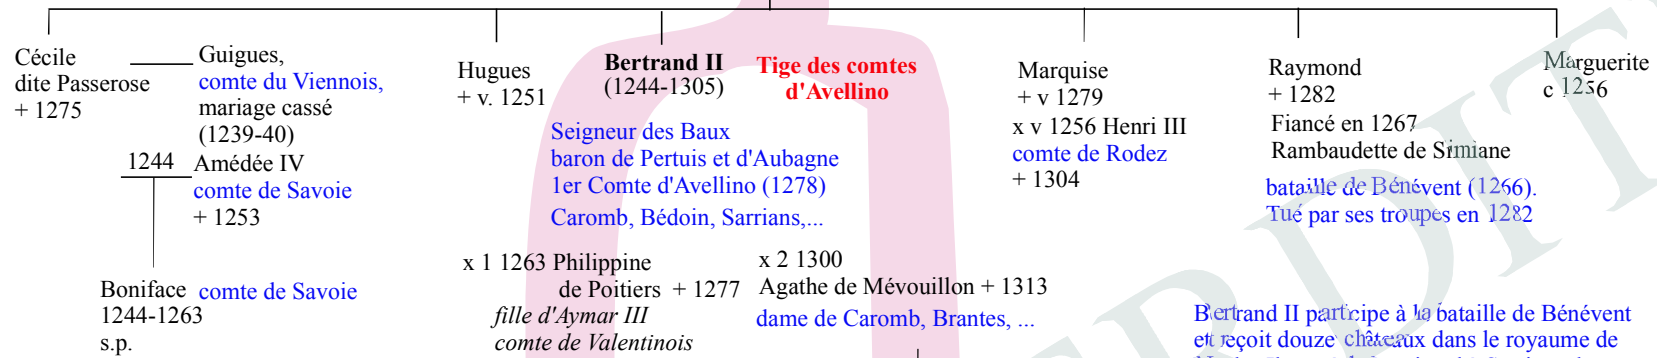 Cécile
dite Passerose
+ 1275
Guigues,
comte du Viennois,
mariage cassé
(1239-40)
1244
Amédée IV
comte de Savoie
+ 1253
Boniface comte de Savoie
1244-1263
s.p.
Hugues
+ v. 1251
Bertrand II
(1244-1305)
Tige des comtes
d'Avellino
Seigneur des Baux
baron de Pertuis et d'Aubagne
1er Comte d'Avellino (1278)
Caromb, Bédoin, Sarrians,...
x 1 1263 Philippine
de Poitiers + 1277
fille d'Aymar III
comte de Valentinois
x 2 1300
Agathe de Mévouillon + 1313
dame de Caromb, Brantes, ...
Marquise
+ v 1279
x v 1256 Henri III
comte de Rodez
+ 1304
Raymond
+ 1282
Fiancé en 1267
Rambaudette de Simiane
bataille de Bénévent (1266).
Tué par ses troupes en 1282
Marguerite
c 1256
Bertrand II participe à la bataille de Bénévent
et reçoit douze châteaux dans le royaume de